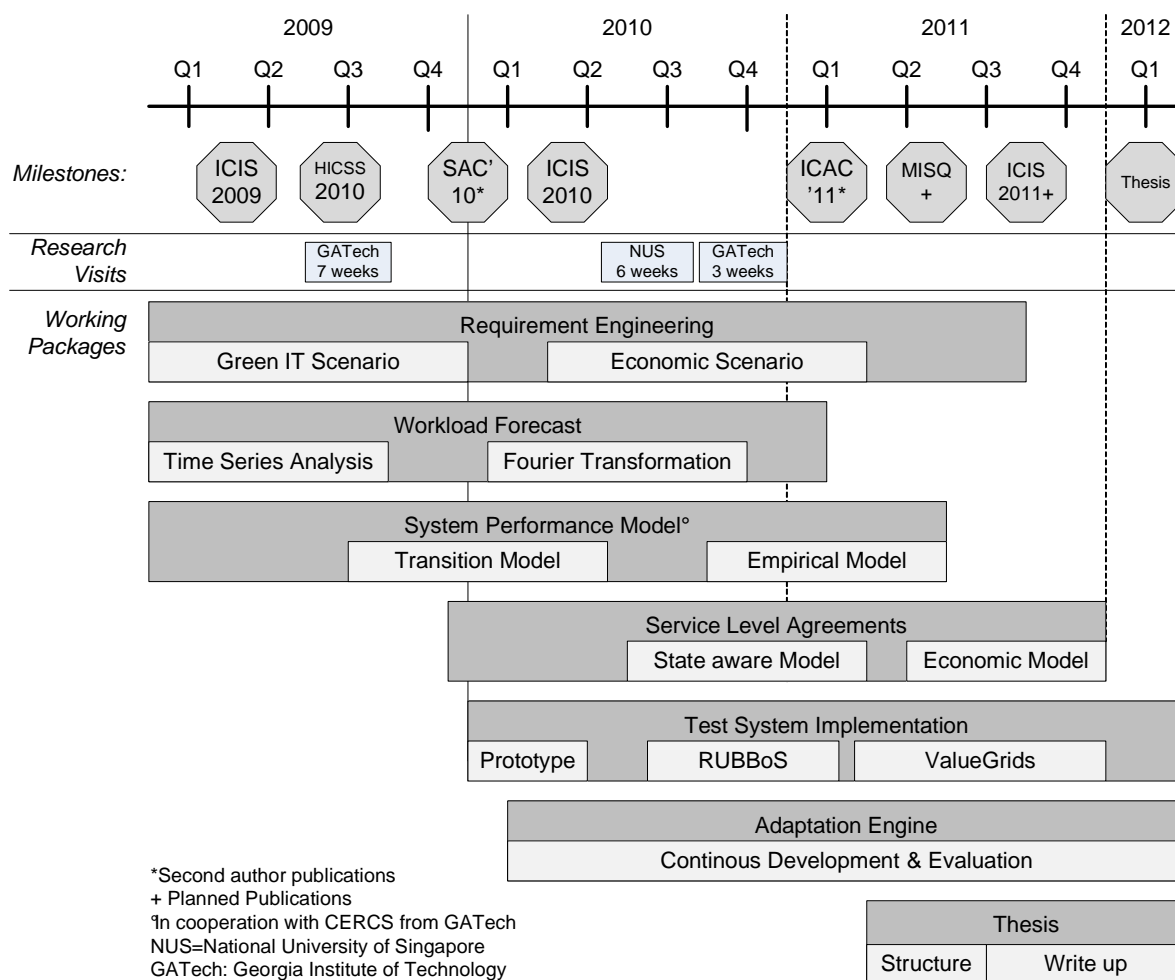 2009 2010 2011 2012
Q1 Q2 Q3 Q4 Q1 Q2 Q3 Q4 Q1 Q2 Q3 Q4 Q1
Milestones:
ICIS
2009
HICSS
2010
SAC'
10*
ICIS
2010
ICAC
'11*
MISQ
+
ICIS
2011+
Thesis
Research
Visits
GATech
7 weeks
NUS
6 weeks
GATech
3 weeks
Working
Packages
Requirement Engineering
Green IT Scenario
Economic Scenario
Workload Forecast
Time Series Analysis
Fourier Transformation
System Performance Model°
Transition Model
Empirical Model
Service Level Agreements
State aware Model
Economic Model
Test System Implementation
Prototype
RUBBoS
ValueGrids
Adaptation Engine
Continous Development & Evaluation
Thesis
Structure
Write up
*Second author publications
+ Planned Publications
°In cooperation with CERCS from GATech
NUS=National University of Singapore
GATech: Georgia Institute of Technology